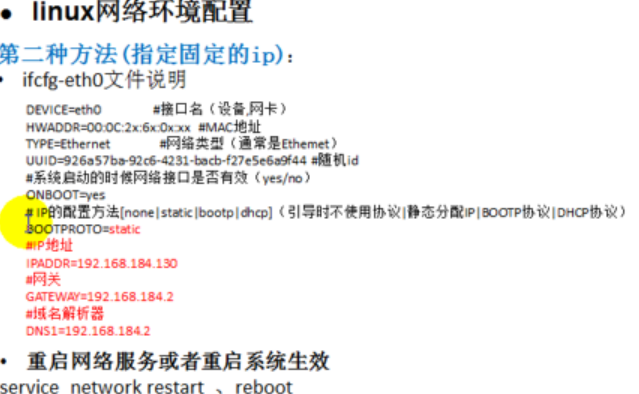 • linux网络环境配置
第二种方法(指定固定的ip)：
• ifcfg-eth0文件说明
DEVICE=eth0 #接口名（设备,网卡）
HWADDR=00:0C:2x:6x:0x:xx #MAC地址
TYPE=Ethernet #网络类型（通常是Ethemet）
UUID=926a57ba-92c6-4231-bacb-f27e5e6a9f44 #随机id
#系统启动的时候网络接口是否有效（yes/no）
ONBOOT=yes
# IP的配置方法[none|static|bootp|dhcp]（引导时不使用协议|静态分配IP|BOOTP协议|DHCP协议）
BOOTPROTO=static
#IP地址
IPADDR=192.168.184.130
#网关
GATEWAY=192.168.184.2
#域名解析器
DNS1=192.168.184.2
• 重启网络服务或者重启系统生效
service network restart 、reboot